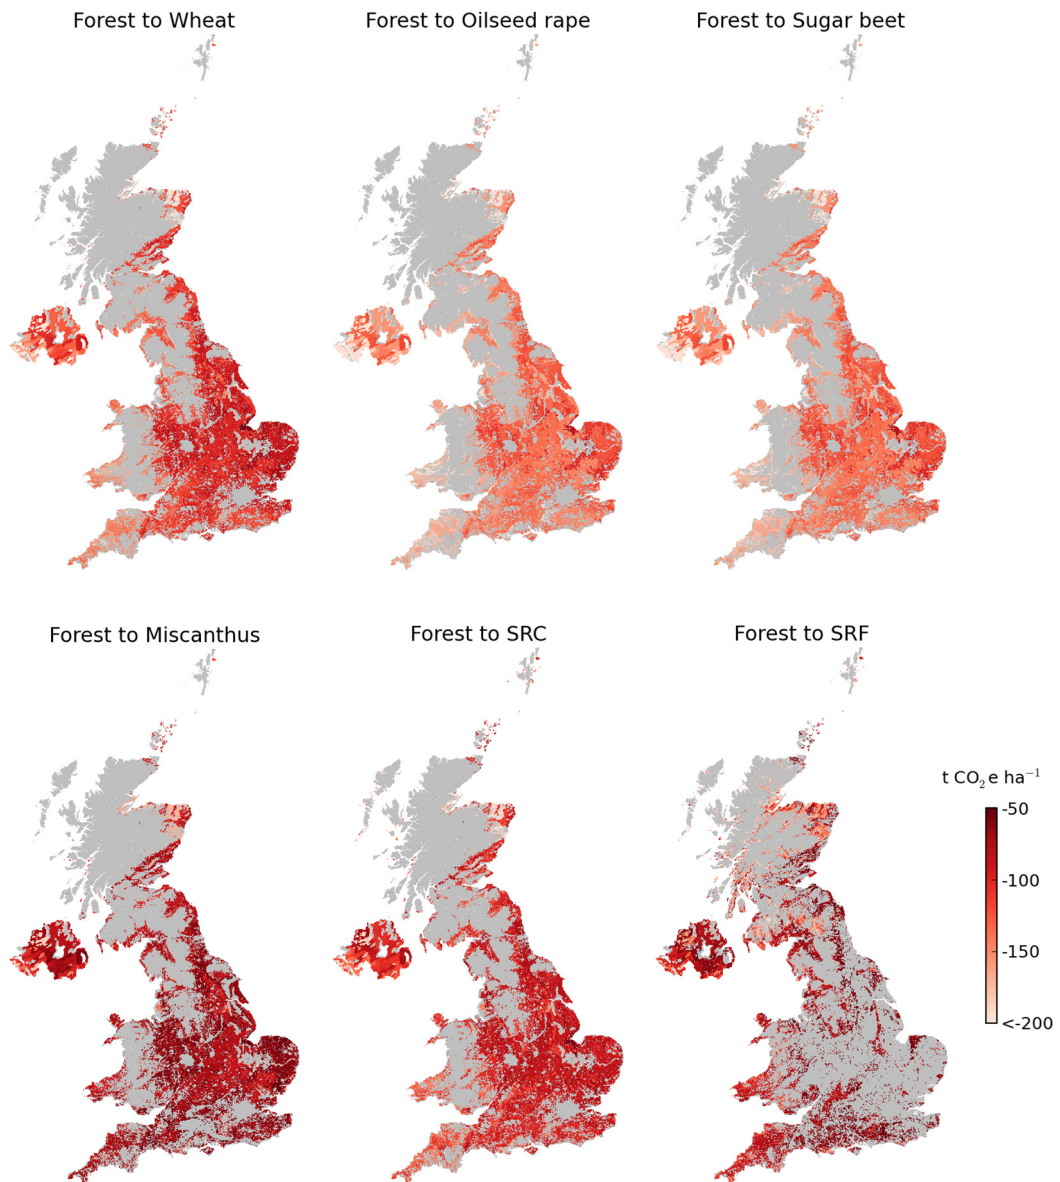 Forest to Wheat
Forest to Oilseed rape
Forest to Sugar beet
Forest to Miscanthus
Forest to SRC
Forest to SRF
t CO₂e ha⁻¹
-50
-100
-150
<-200